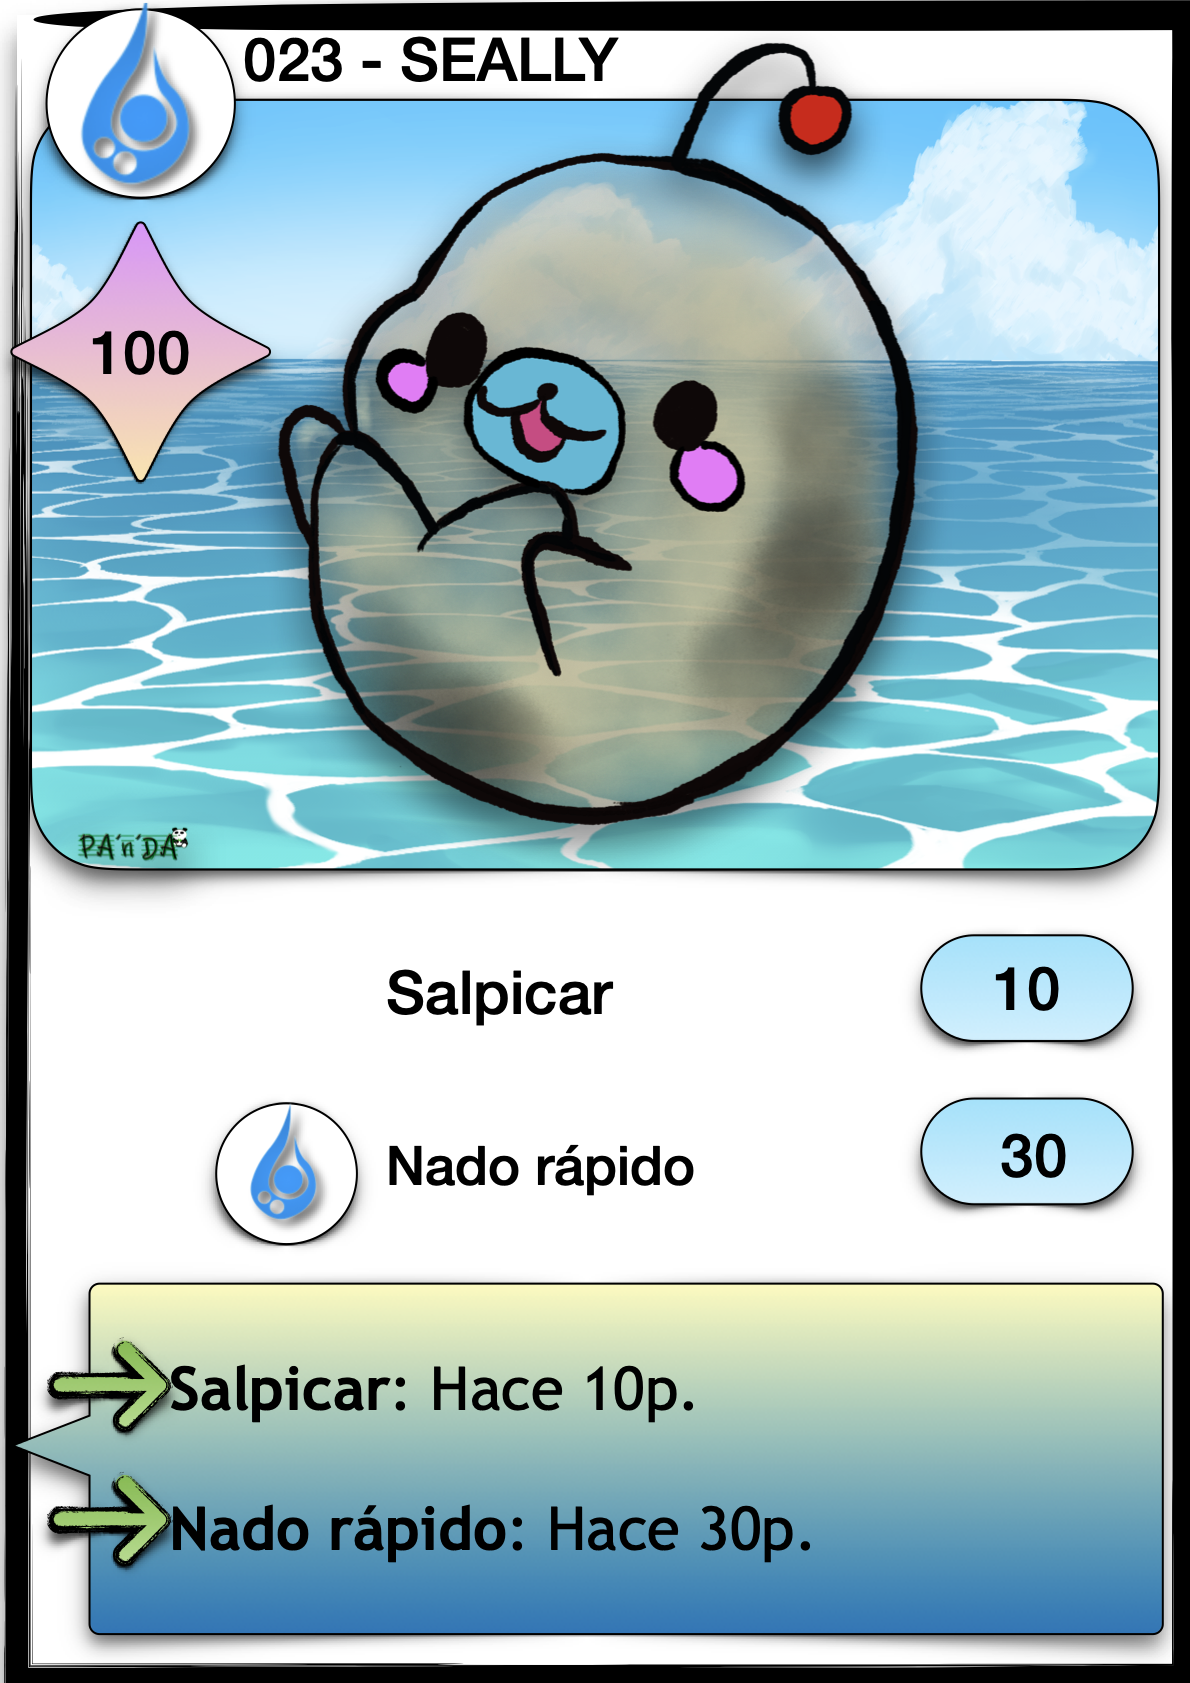 023 - SEALLY
100
PA'n'DA
Salpicar
10
Nado rápido
30
Salpicar: Hace 10p.
Nado rápido: Hace 30p.